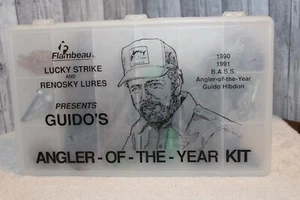 Flambeau
LUCKY STRIKE
AND
RENOSKY LURES
PRESENTS
GUIDO'S
1990
1991
B.A.S.S.
Angler-of-the-Year
Guido Hibdon
ANGLER-OF-THE-YEAR KIT